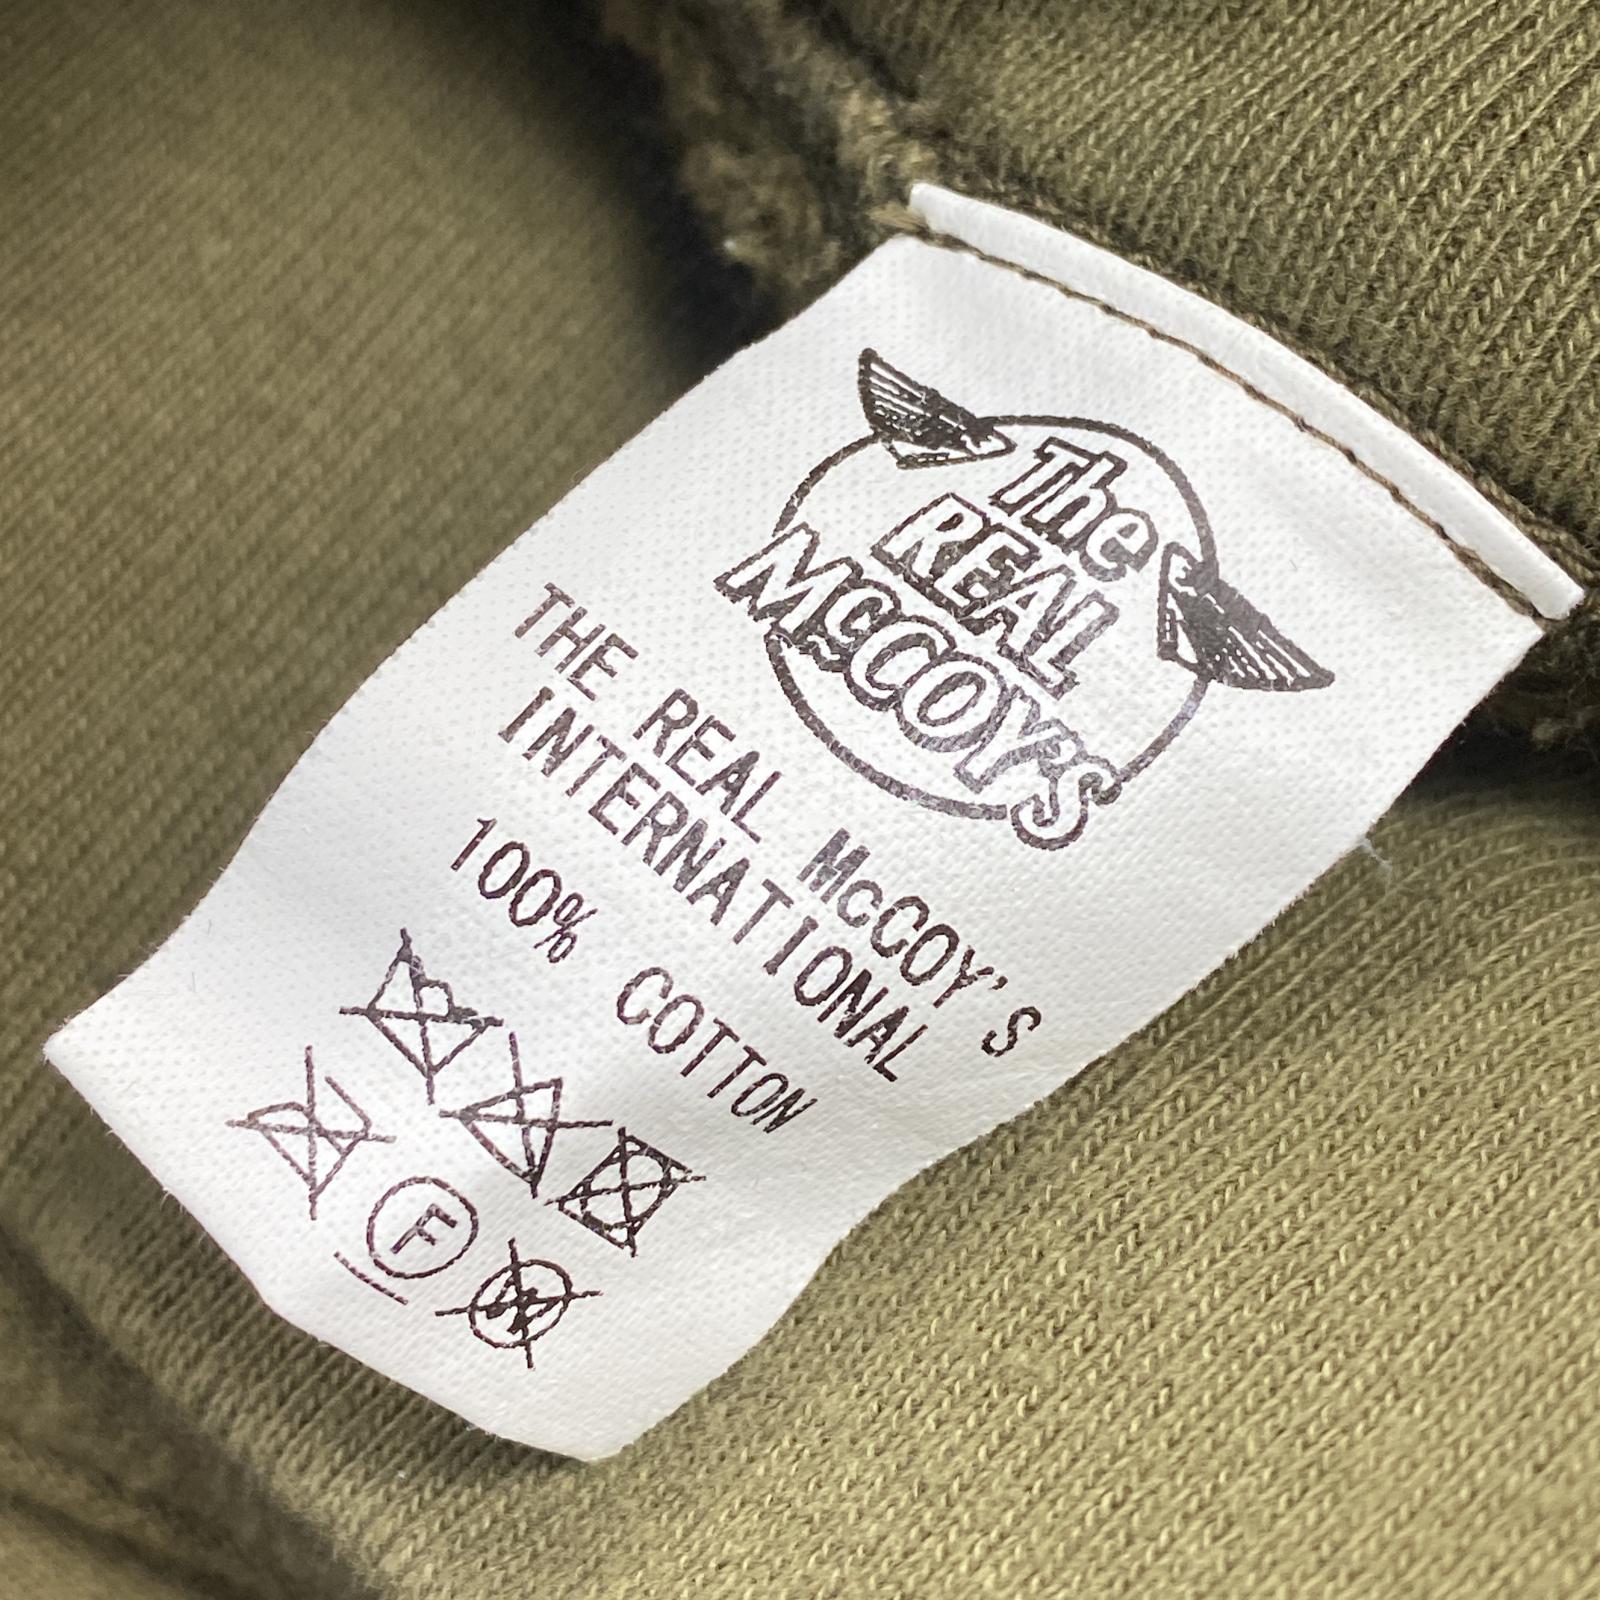 The
REAL
McCOY'S
THE REAL McCOY'S
INTERNATIONAL
100% COTTON
F